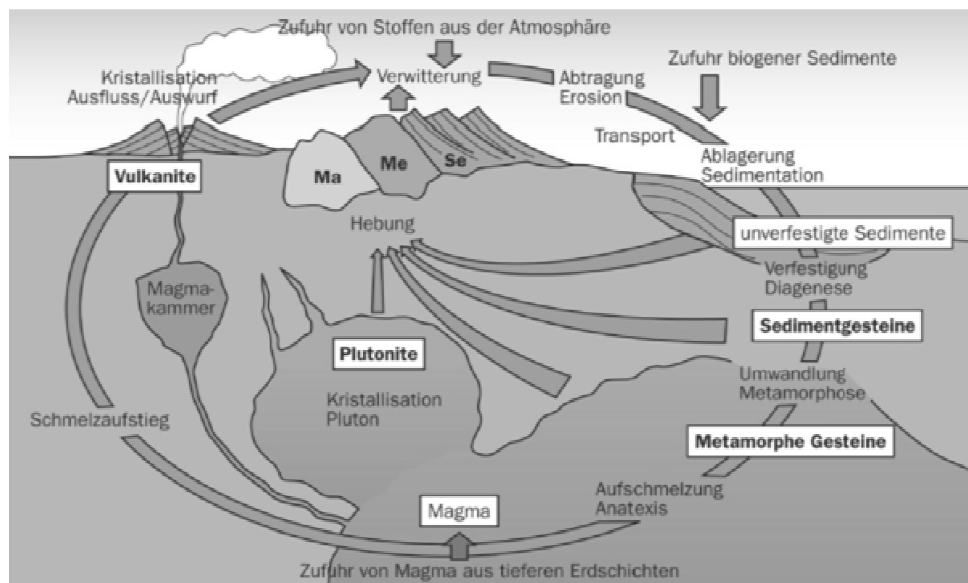 Zufuhr von Stoffen aus der Atmosphäre
Kristallisation
Ausfluss/Auswurf
Verwitterung
Abtragung
Erosion
Zufuhr biogener Sedimente
Transport
Ablagerung
Sedimentation
Vulkanite
Ma
Me
Se
Hebung
unverfestigte Sedimente
Verfestigung
Diagenese
Magma-
kammer
Sedimentgesteine
Plutonite
Umwandlung
Metamorphose
Kristallisation
Pluton
Schmelzaufstieg
Metamorphe Gesteine
Aufschmelzung
Anatexis
Magma
Zufuhr von Magma aus tieferen Erdschichten